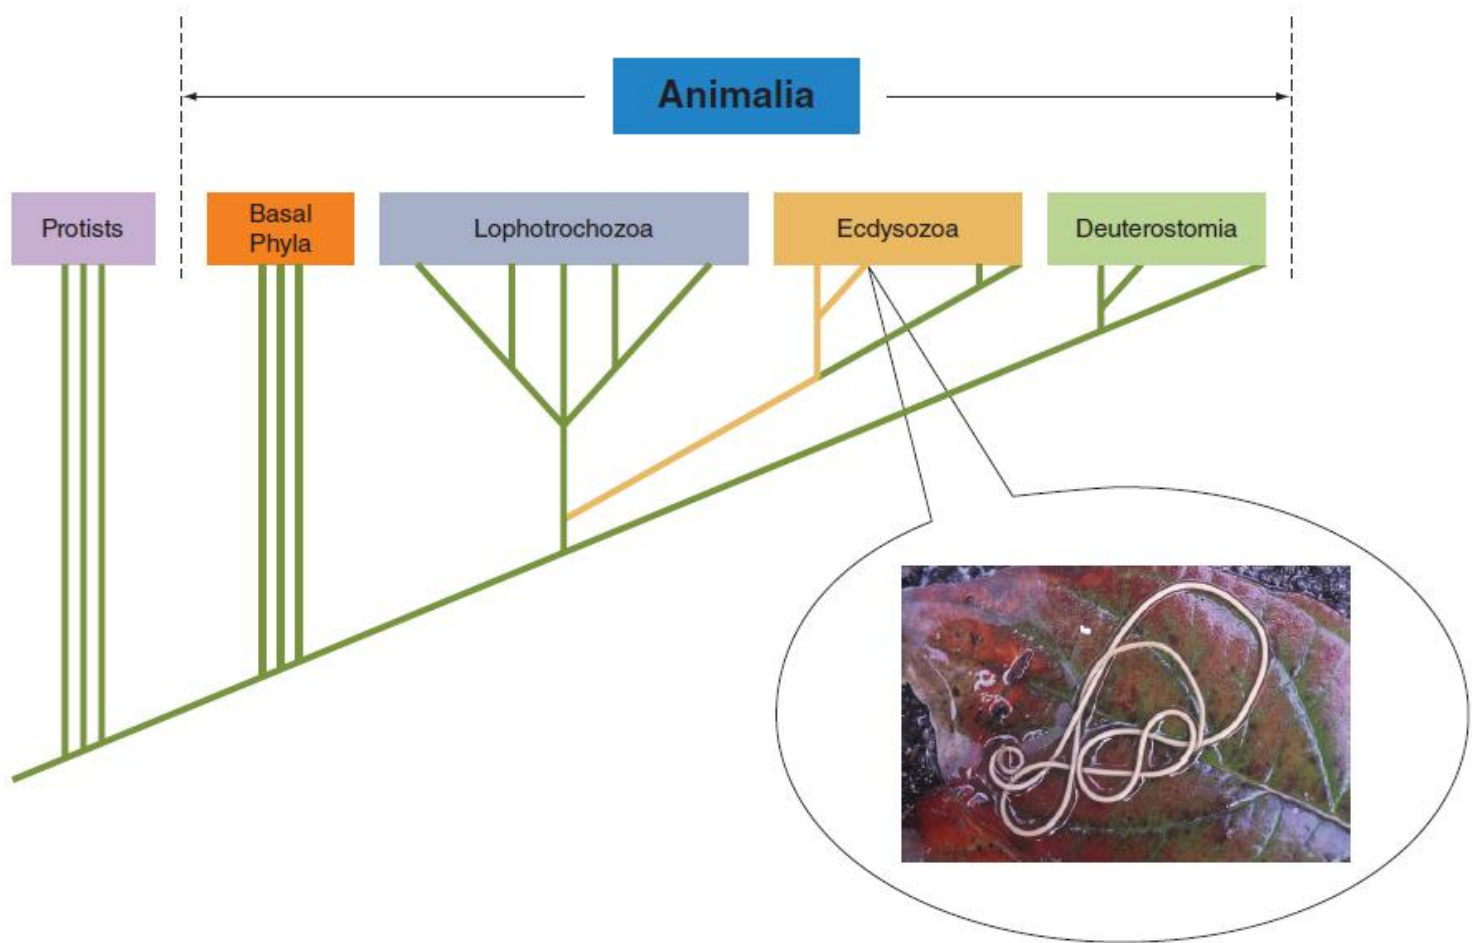 Animalia
Protists
Basal
Phyla
Lophotrochozoa
Ecdysozoa
Deuterostomia